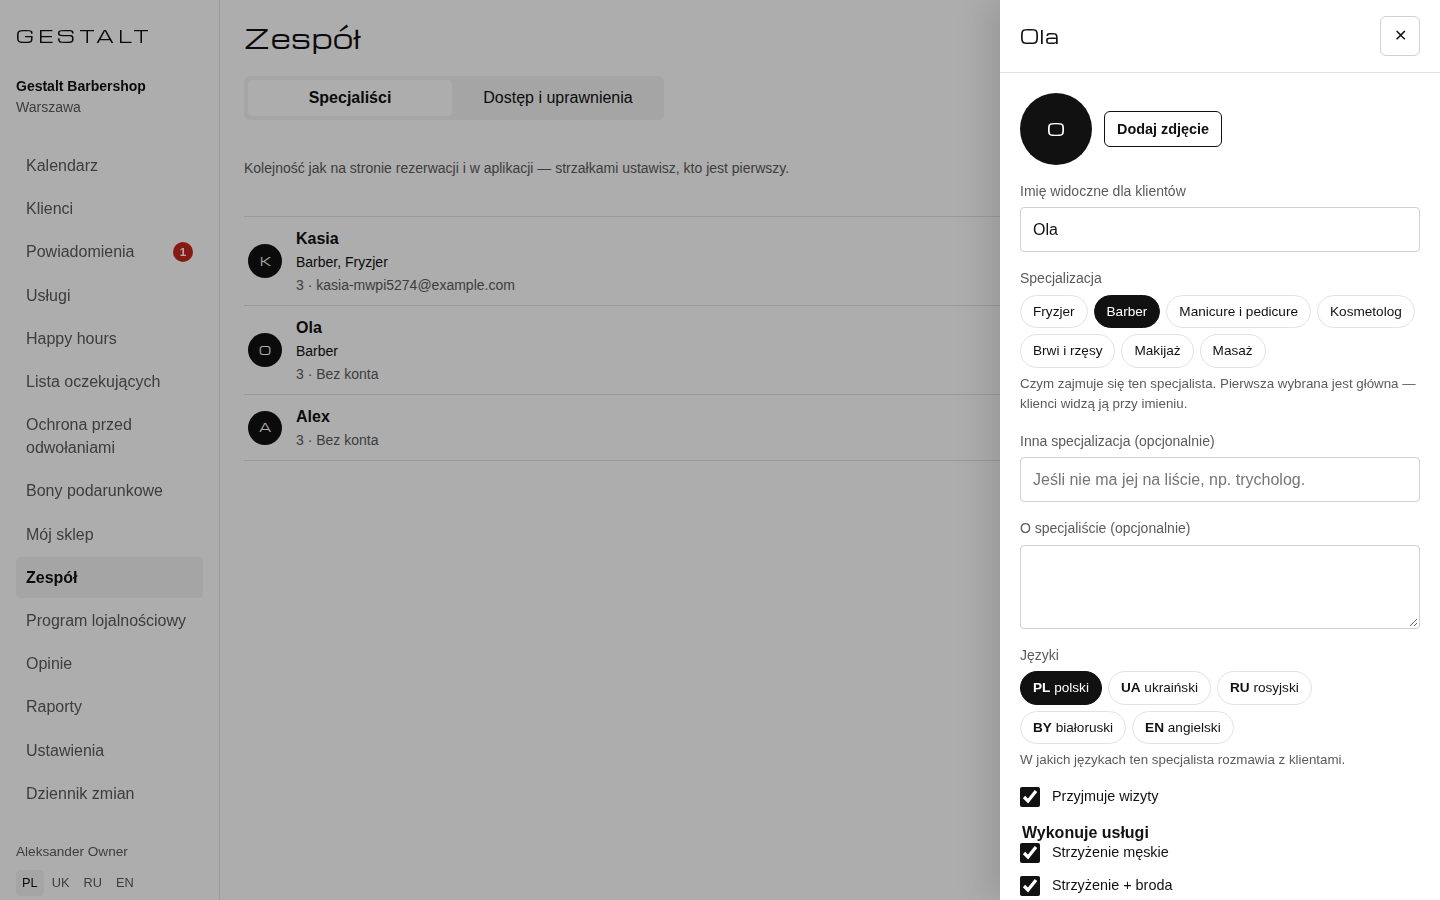 GESTALT
Gestalt Barbershop
Warszawa
Kalendarz
Klienci
Powiadomienia 1
Usługi
Happy hours
Lista oczekujących
Ochrona przed
odwołaniami
Bony podarunkowe
Mój sklep
Zespół
Program lojalnościowy
Opinie
Raporty
Ustawienia
Dziennik zmian
Aleksander Owner
PL UK RU EN
Zespół
Specjaliści Dostęp i uprawnienia
Kolejność jak na stronie rezerwacji i w aplikacji — strzałkami ustawisz, kto jest pierwszy.
K
Kasia
Barber, Fryzjer
3 · kasia-mwpi5274@example.com
O
Ola
Barber
3 · Bez konta
A
Alex
3 · Bez konta
Ola ✕
O Dodaj zdjęcie
Imię widoczne dla klientów
Ola
Specjalizacja
Fryzjer Barber Manicure i pedicure Kosmetolog
Brwi i rzęsy Makijaż Masaż
Czym zajmuje się ten specjalista. Pierwsza wybrana jest główna —
klienci widzą ją przy imieniu.
Inna specjalizacja (opcjonalnie)
Jeśli nie ma jej na liście, np. trycholog.
O specjaliście (opcjonalnie)
Języki
PL polski UA ukraiński RU rosyjski
BY białoruski EN angielski
W jakich językach ten specjalista rozmawia z klientami.
Przyjmuje wizyty
Wykonuje usługi
Strzyżenie męskie
Strzyżenie + broda